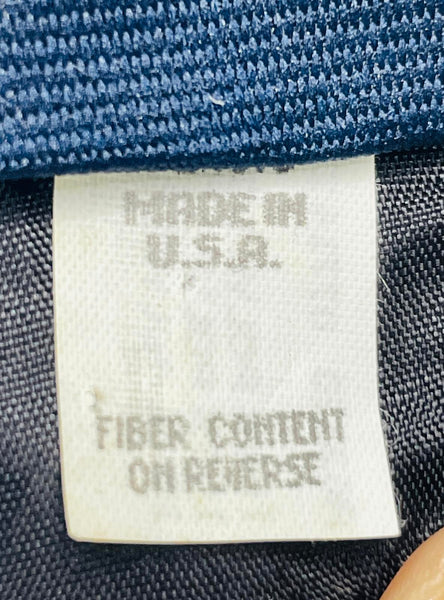 MADE IN
U.S.A.
FIBER CONTENT
ON REVERSE